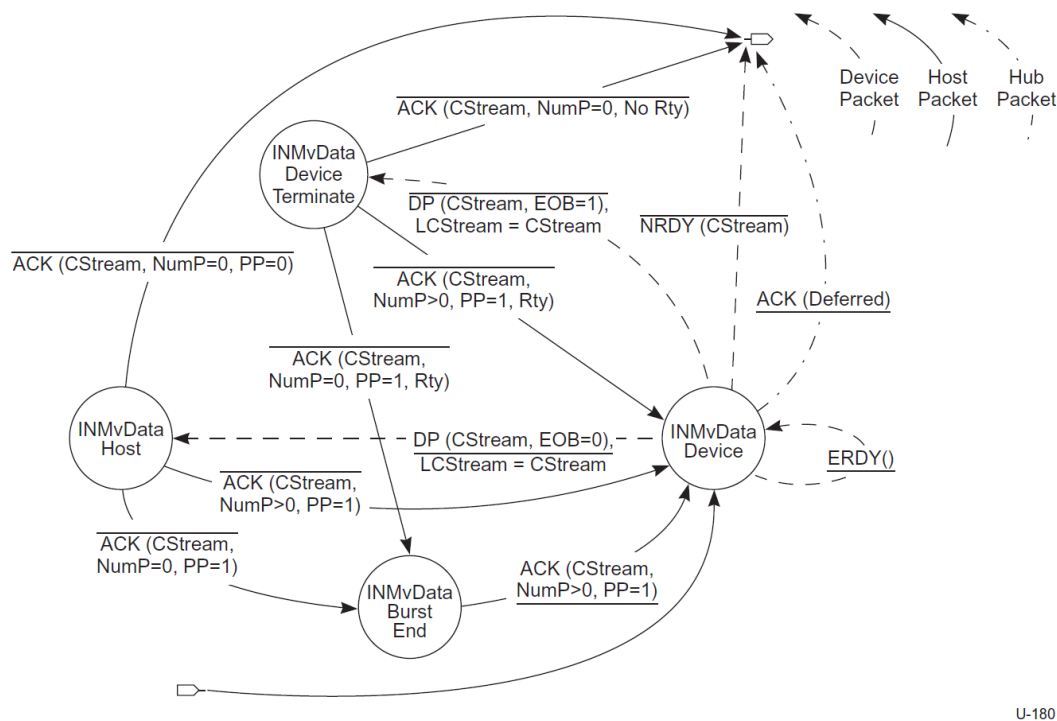 Device
Packet
Host
Packet
Hub
Packet
ACK (CStream, NumP=0, No Rty)
INMvData
Device
Terminate
DP (CStream, EOB=1),
LCStream = CStream
NRDY (CStream)
ACK (CStream, NumP=0, PP=0)
ACK (CStream,
NumP>0, PP=1, Rty)
ACK (Deferred)
ACK (CStream,
NumP=0, PP=1, Rty)
INMvData
Host
DP (CStream, EOB=0),
LCStream = CStream
INMvData
Device
ERDY()
ACK (CStream,
NumP>0, PP=1)
ACK (CStream,
NumP=0, PP=1)
INMvData
Burst
End
ACK (CStream,
NumP>0, PP=1)
U-180